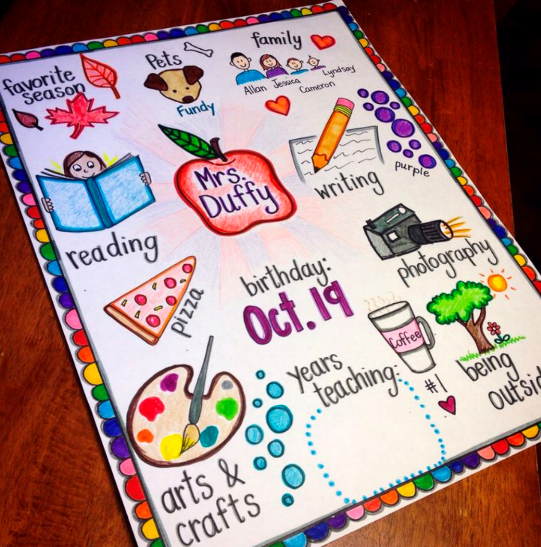 favorite
season
Pets
Fundy
family
Allan Jessica
Cameron
Lyndsay
Mrs.
Duffy
writing
purple
reading
photography
pizza
birthday:
Oct. 19
coffee
years
teaching:
#1
being
outsid
arts &
crafts